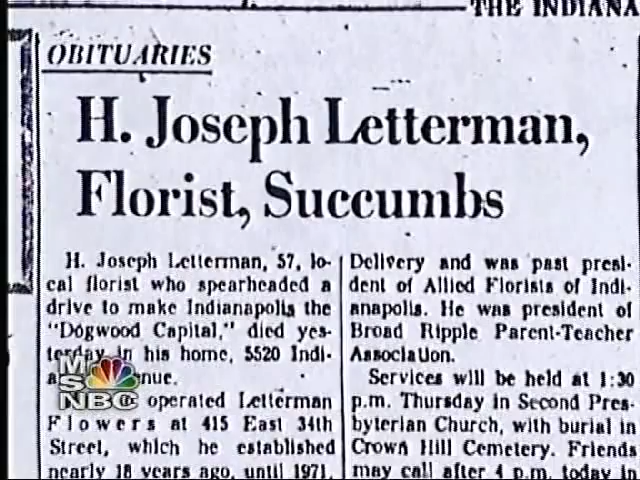 THE INDIANA
OBITUARIES
H. Joseph Letterman,
Florist, Succumbs
H. Joseph Letterman, 57, lo-
cal florist who spearheaded a
drive to make Indianapolis the
"Dogwood Capital," died yes-
terday in his home, 5520 Indi-
nue.
operated Letterman
Flowers at 415 East 34th
Street, which he established
nearly 18 years ago, until 1971.
Delivery and was past presi-
dent of Allied Florists of Indi-
anapolis. He was president of
Broad Ripple Parent-Teacher
Association.
Services will be held at 1:30
p.m. Thursday in Second Pres-
byterian Church, with burial in
Crown Hill Cemetery. Friends
may call after 4 p.m. today in
MSNBC